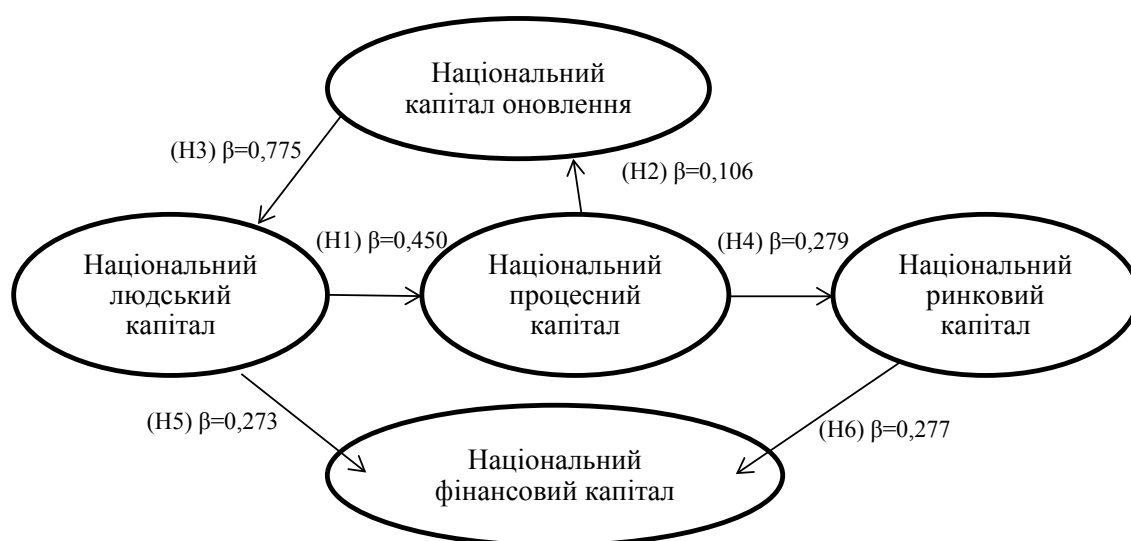 Національний
капітал оновлення
(H3) β=0,775
(H2) β=0,106
(H1) β=0,450
(H4) β=0,279
Національний
людський
капітал
Національний
процесний
капітал
Національний
ринковий
капітал
(H5) β=0,273
(H6) β=0,277
Національний
фінансовий капітал